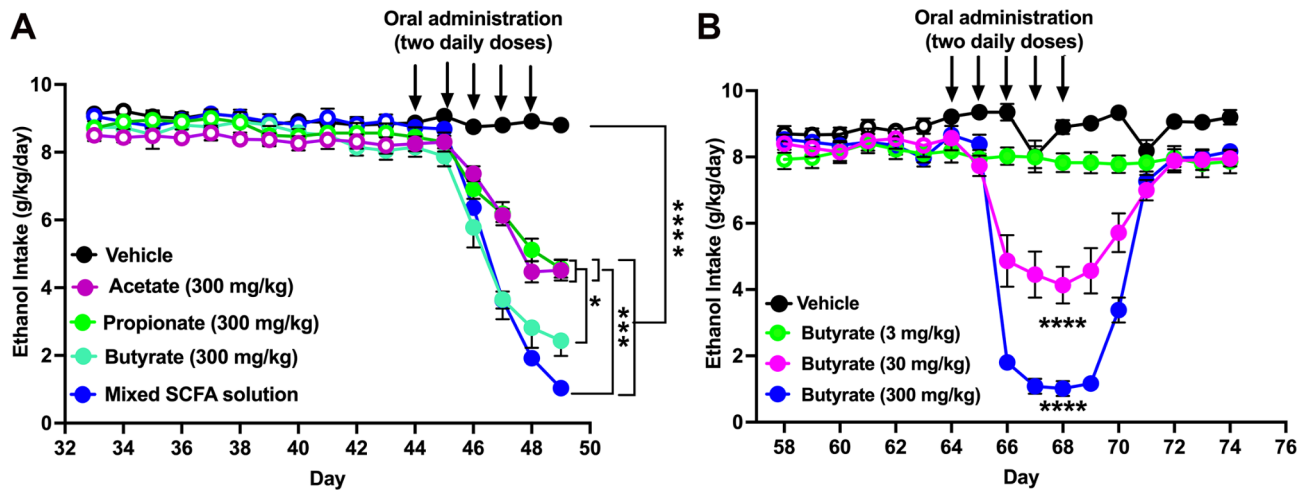 A
Oral administration
(two daily doses)
Ethanol Intake (g/kg/day)
10
8
6
4
2
0
32 34 36 38 40 42 44 46 48 50
Day
Vehicle
Acetate (300 mg/kg)
Propionate (300 mg/kg)
Butyrate (300 mg/kg)
Mixed SCFA solution
*
***
****
B
Oral administration
(two daily doses)
Ethanol Intake (g/kg/day)
10
8
6
4
2
0
58 60 62 64 66 68 70 72 74 76
Day
Vehicle
Butyrate (3 mg/kg)
Butyrate (30 mg/kg)
Butyrate (300 mg/kg)
****
****